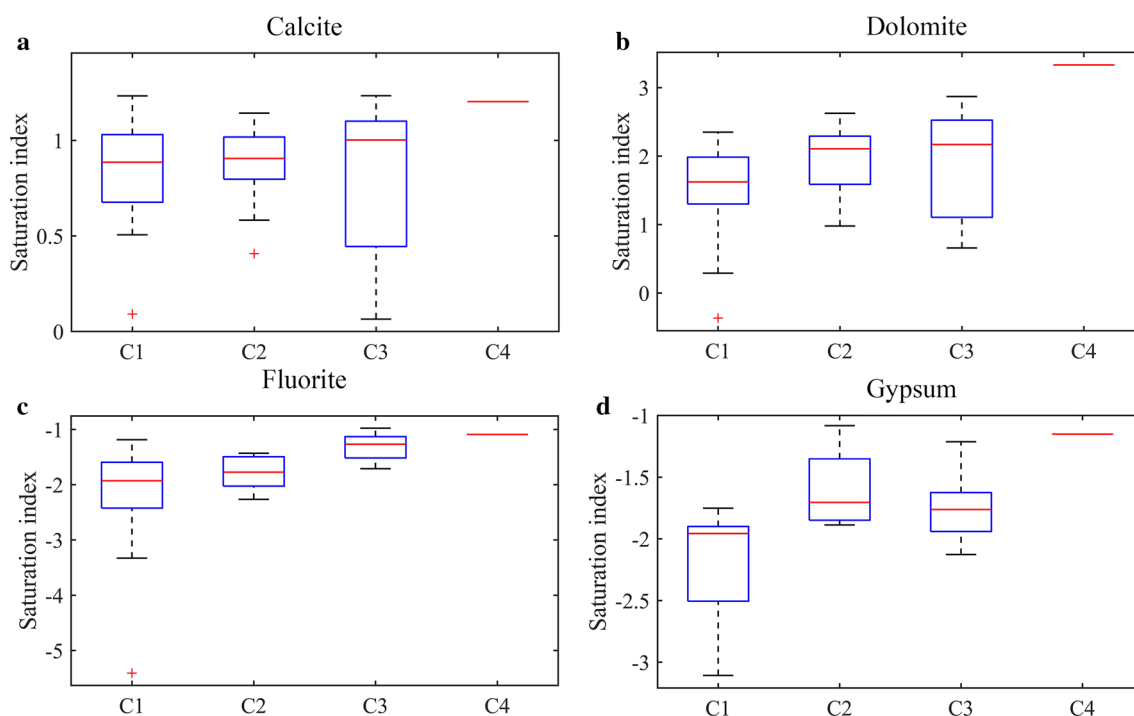 a
Calcite
Saturation index
1
0.5
0
C1 C2 C3 C4
b
Dolomite
Saturation index
3
2
1
0
C1 C2 C3 C4
c
Fluorite
Saturation index
-1
-2
-3
-4
-5
C1 C2 C3 C4
d
Gypsum
Saturation index
-1
-1.5
-2
-2.5
-3
C1 C2 C3 C4